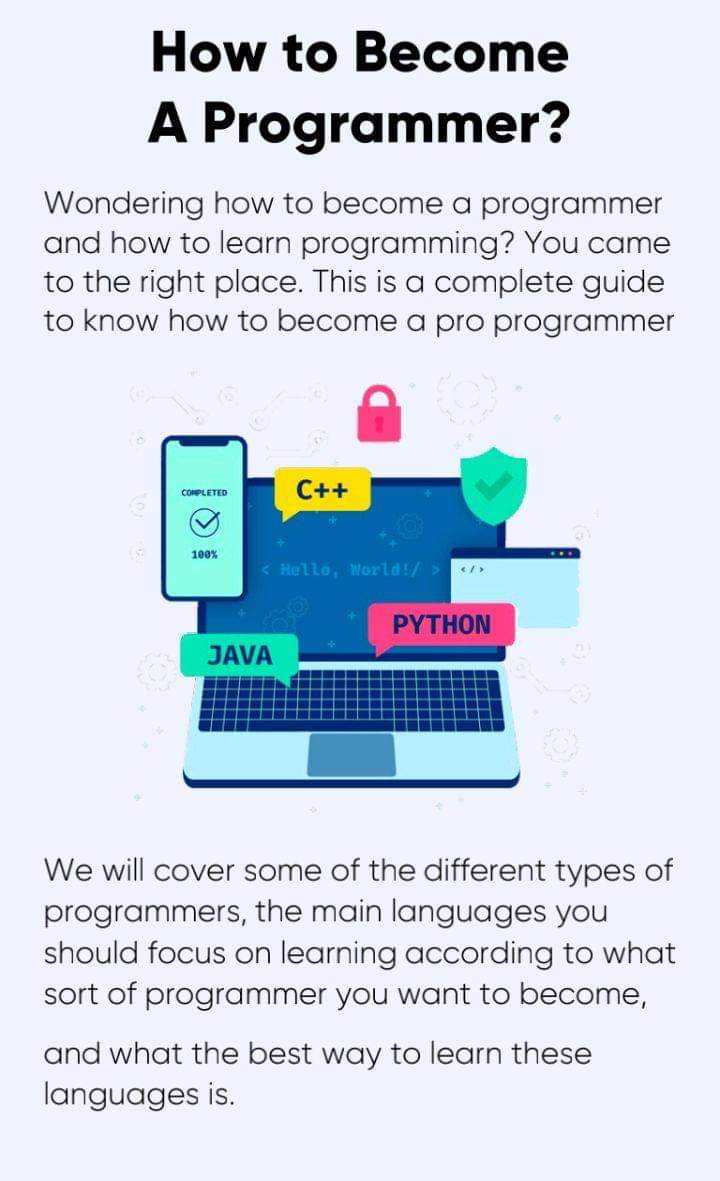 How to Become
A Programmer?
Wondering how to become a programmer
and how to learn programming? You came
to the right place. This is a complete guide
to know how to become a pro programmer
C++
COMPLETED
100%
< Hello, World!/ >
</>
PYTHON
JAVA
We will cover some of the different types of
programmers, the main languages you
should focus on learning according to what
sort of programmer you want to become,
and what the best way to learn these
languages is.